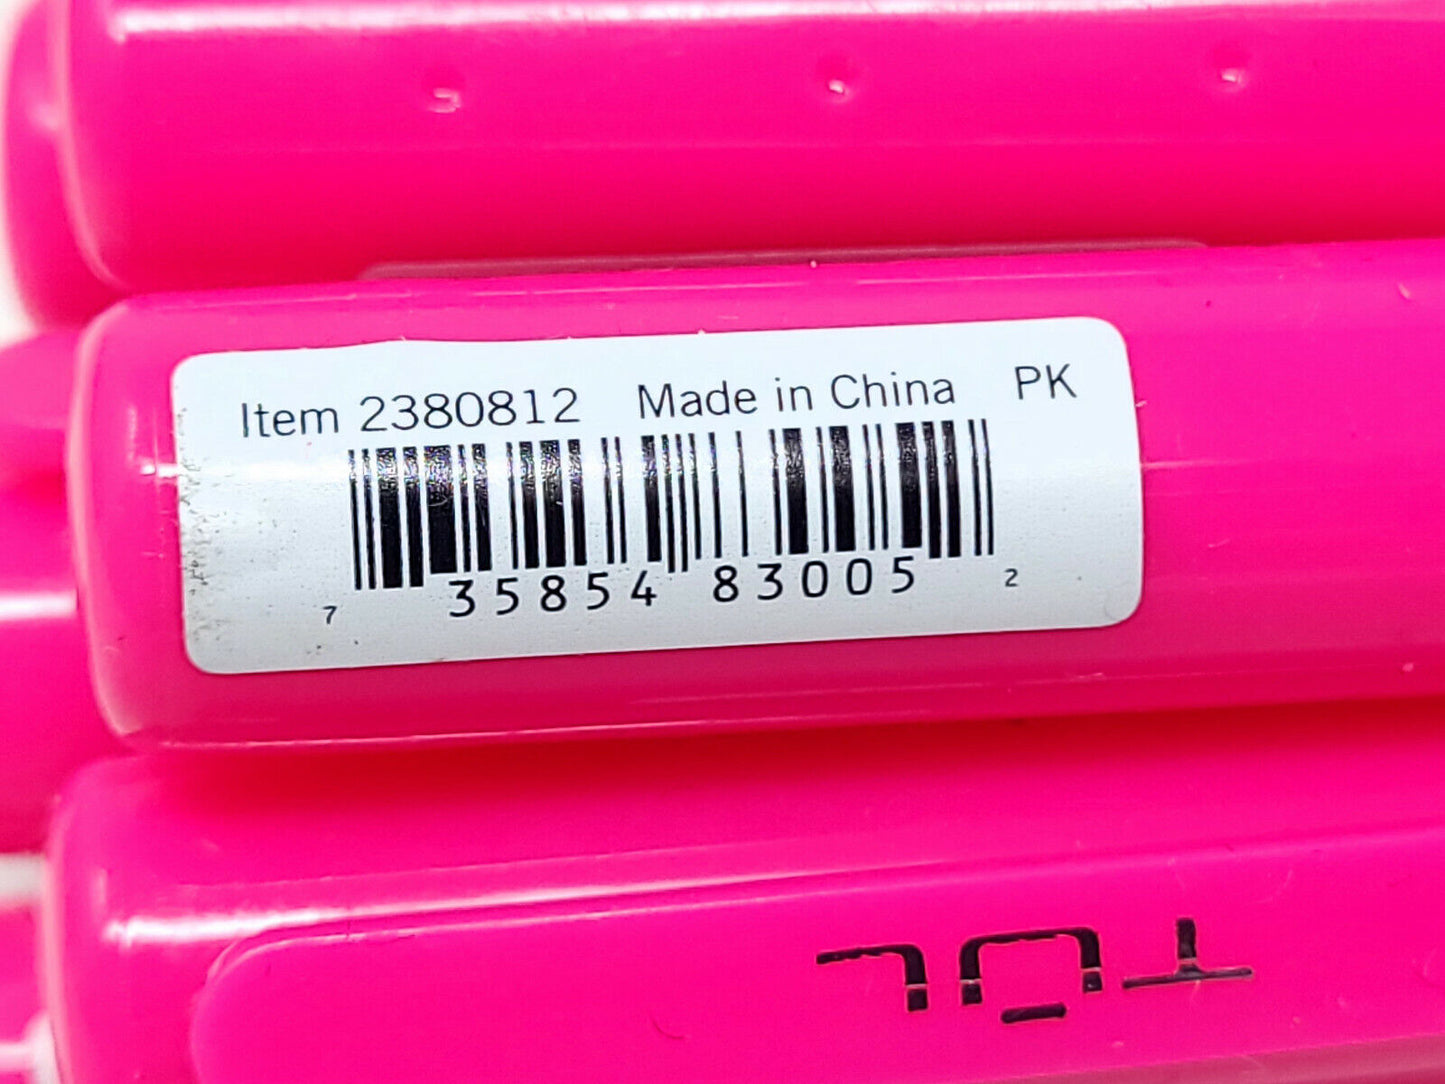 Item 2380812 Made in China PK
7 35854 83005 2
TUL